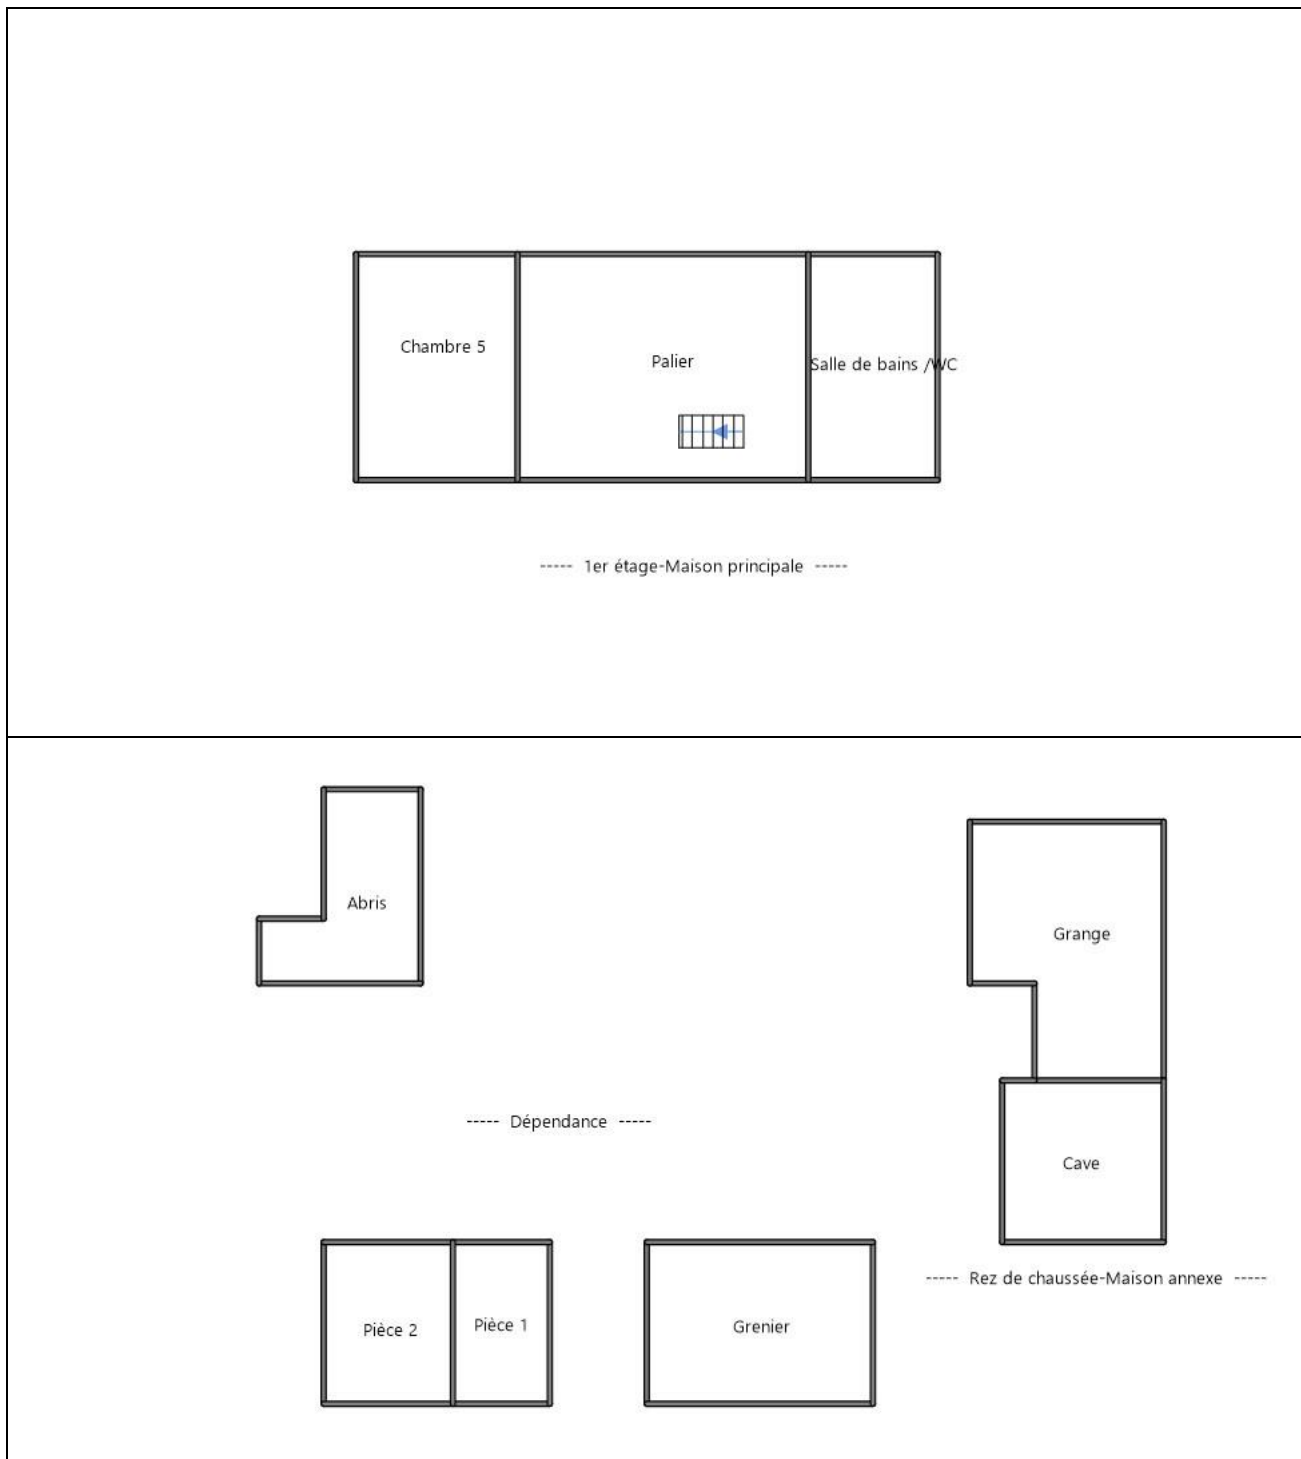 Chambre 5
Palier
Salle de bains /WC
----- 1er étage-Maison principale -----
Abris
Grange
----- Dépendance -----
Cave
----- Rez de chaussée-Maison annexe -----
Pièce 2
Pièce 1
Grenier